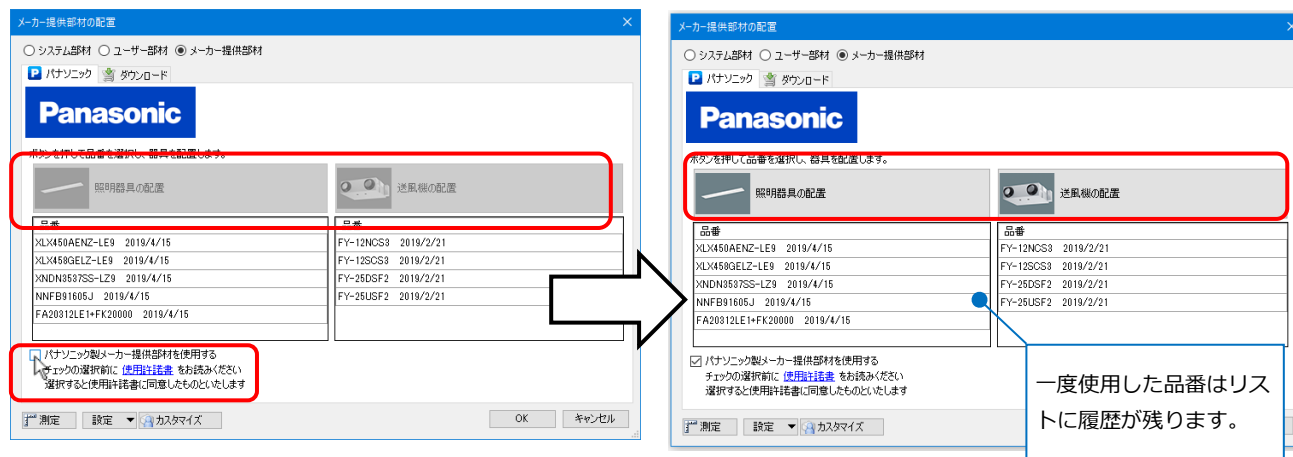 メーカー提供部材の配置
システム部材 ユーザー部材 メーカー提供部材
パナソニック ダウンロード
Panasonic
ボタンを押して品番を選択し、器具を配置します。
照明器具の配置 送風機の配置
品番 品番
XLX450AENZ-LE9 2019/4/15 FY-12NCS3 2019/2/21
XLX458GELZ-LE9 2019/4/15 FY-12SCS3 2019/2/21
XNDN3537SS-LZ9 2019/4/15 FY-25DSF2 2019/2/21
NNFB91605J 2019/4/15 FY-25USF2 2019/2/21
FA20312LE1+FK20000 2019/4/15
パナソニック製メーカー提供部材を使用する
チェックの選択前に 使用許諾書 をお読みください
選択すると使用許諾書に同意したものといたします
測定 設定 カスタマイズ OK キャンセル
メーカー提供部材の配置
システム部材 ユーザー部材 メーカー提供部材
パナソニック ダウンロード
Panasonic
ボタンを押して品番を選択し、器具を配置します。
照明器具の配置 送風機の配置
品番 品番
XLX450AENZ-LE9 2019/4/15 FY-12NCS3 2019/2/21
XLX458GELZ-LE9 2019/4/15 FY-12SCS3 2019/2/21
XNDN3537SS-LZ9 2019/4/15 FY-25DSF2 2019/2/21
NNFB91605J 2019/4/15 FY-25USF2 2019/2/21
FA20312LE1+FK20000 2019/4/15
パナソニック製メーカー提供部材を使用する
チェックの選択前に 使用許諾書 をお読みください
選択すると使用許諾書に同意したものといたします
測定 設定 カスタマイズ
一度使用した品番はリス
トに履歴が残ります。